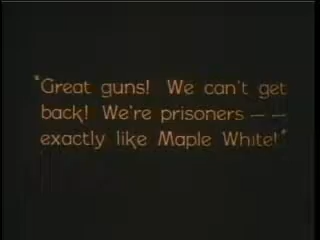 "Great guns! We can't get
back! We're prisoners — —
exactly like Maple White!"